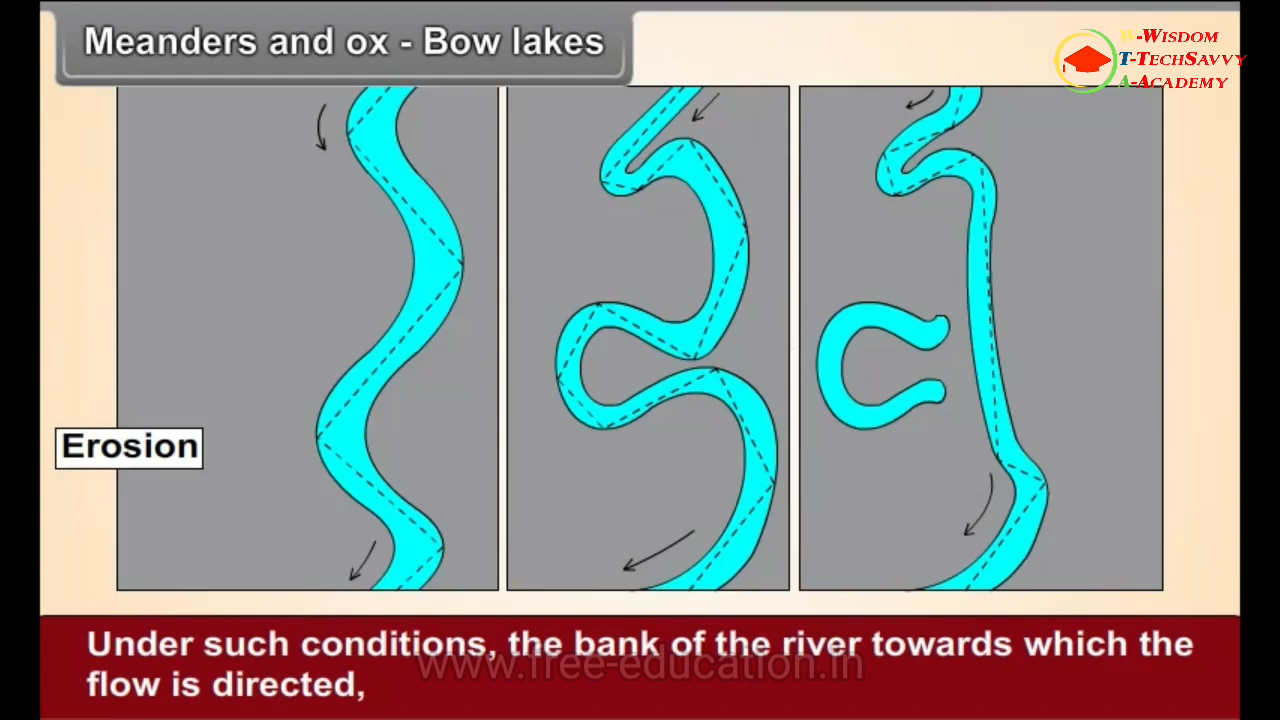 Meanders and ox - Bow lakes
W-Wisdom
T-TechSavvy
A-Academy
Erosion
Under such conditions, the bank of the river towards which the
flow is directed,
www.free-education.in